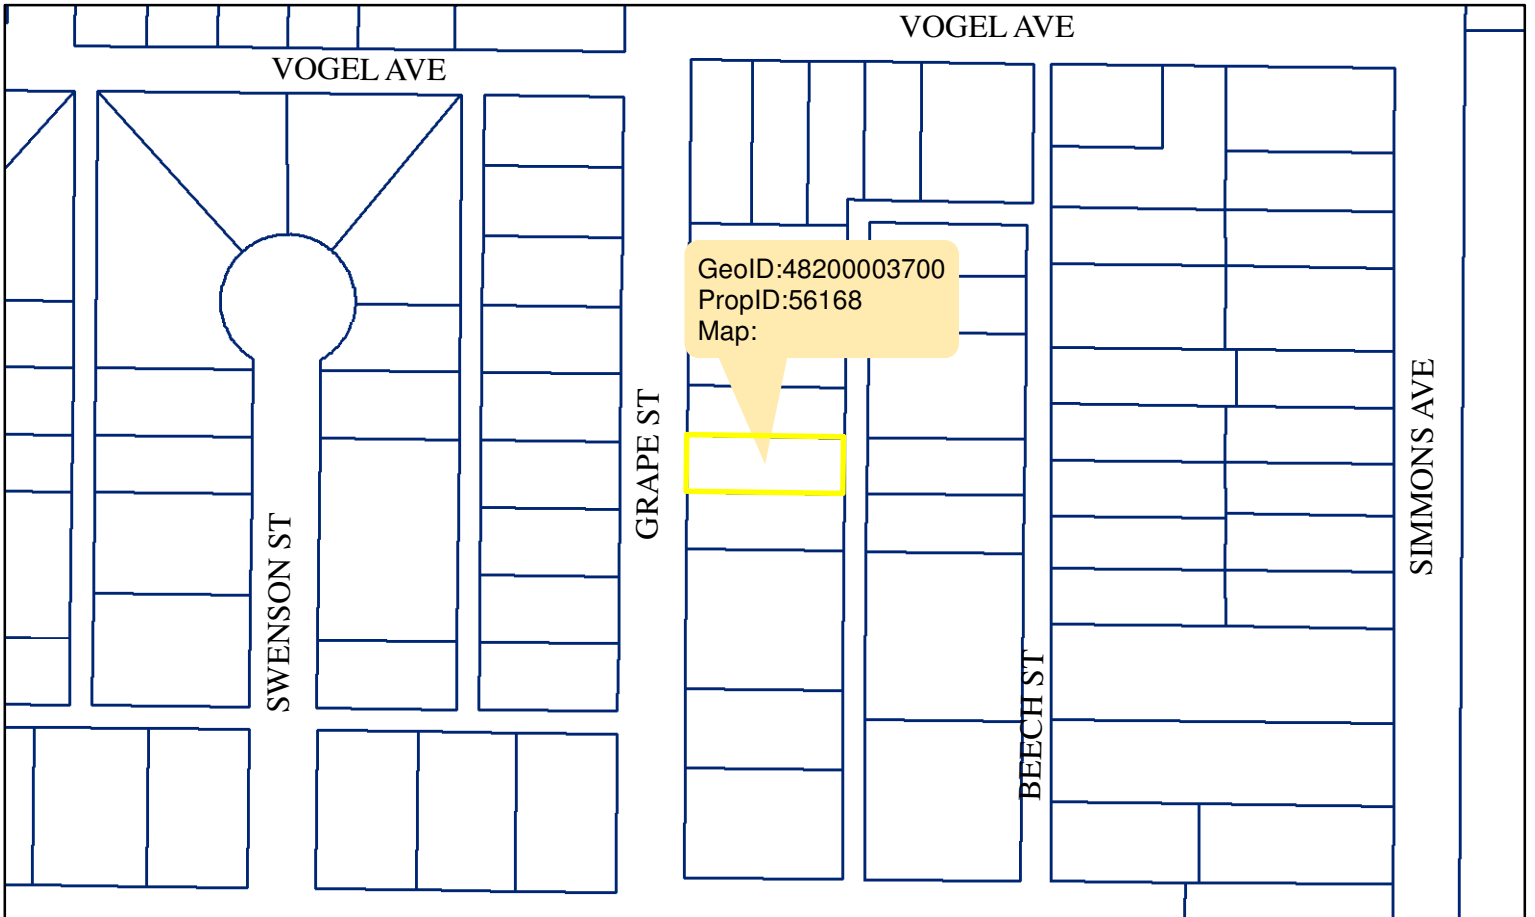 VOGEL AVE
VOGEL AVE
GeoID:48200003700
PropID:56168
Map:
GRAPE ST
SIMMONS AVE
SWENSON ST
BEECH ST